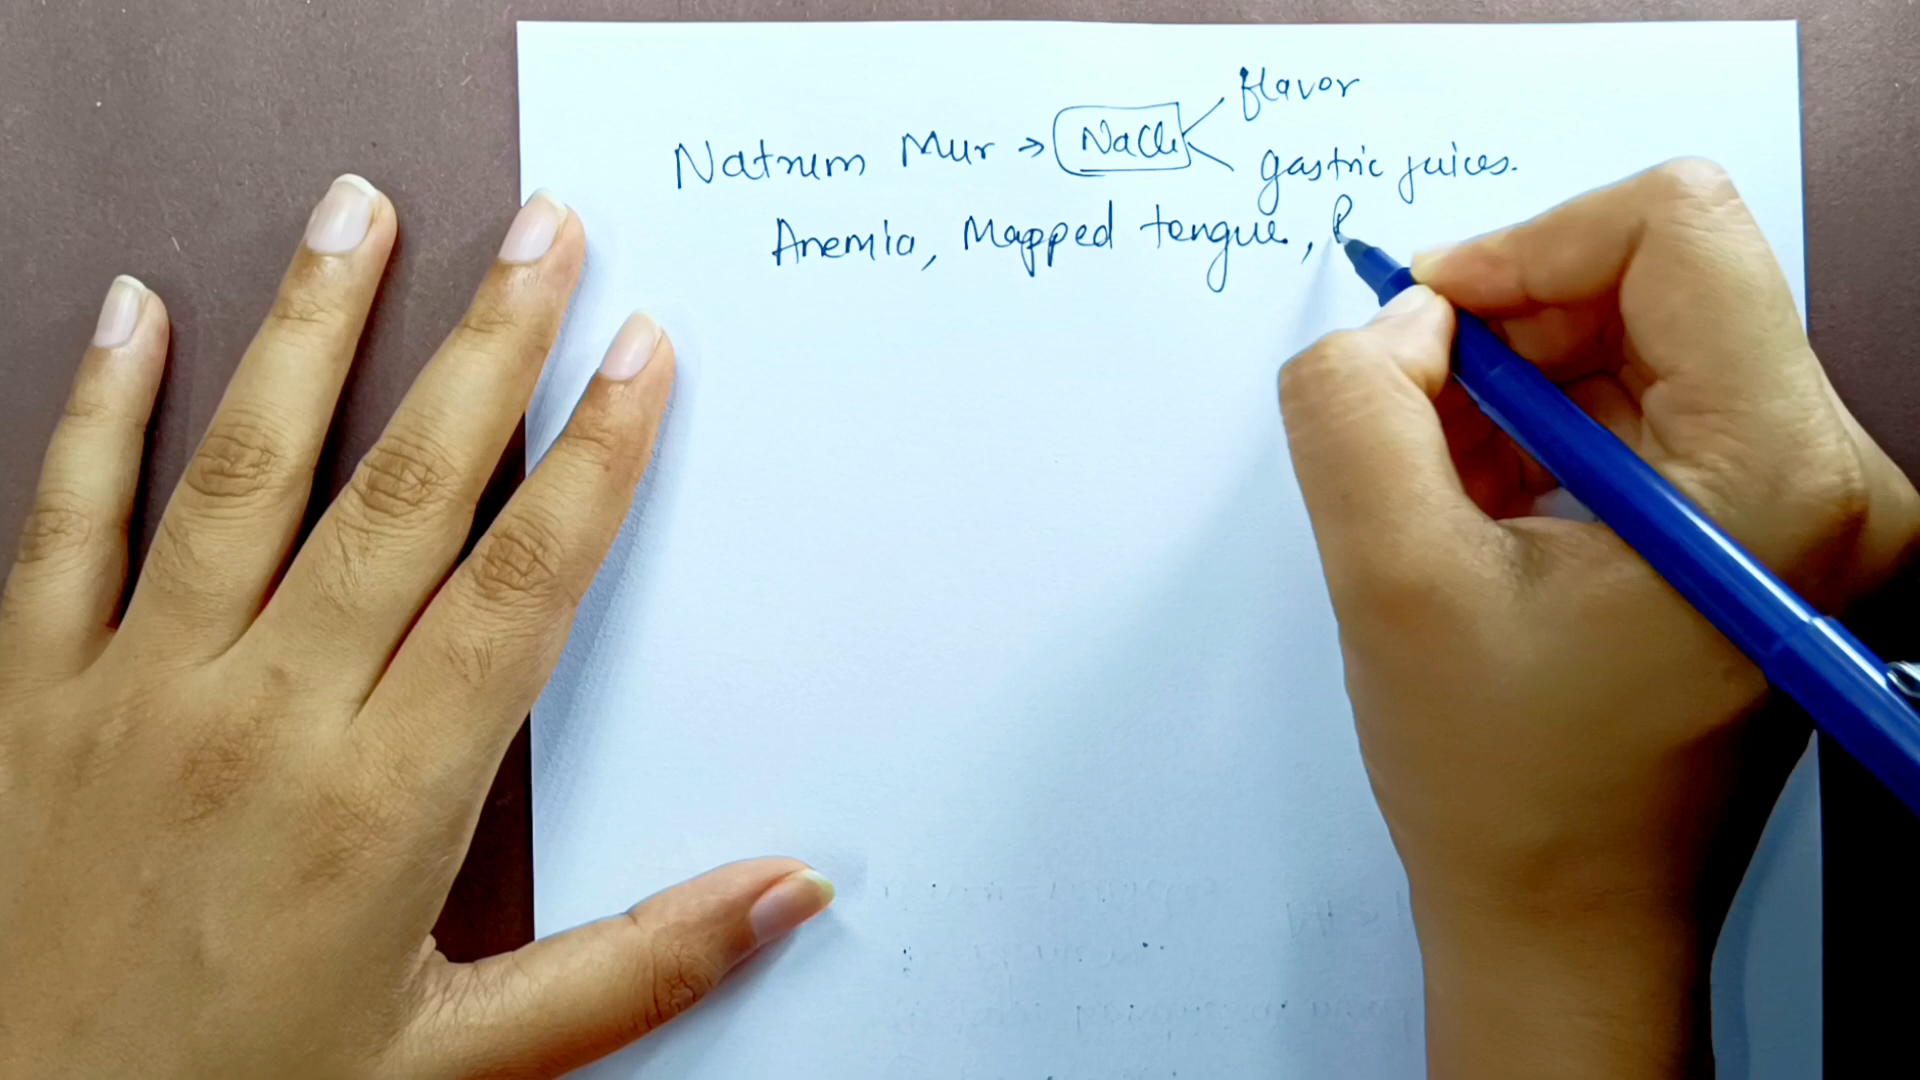 flavor
Natrum Mur → NaCl
gastric juices.
Anemia, Mapped tongue,